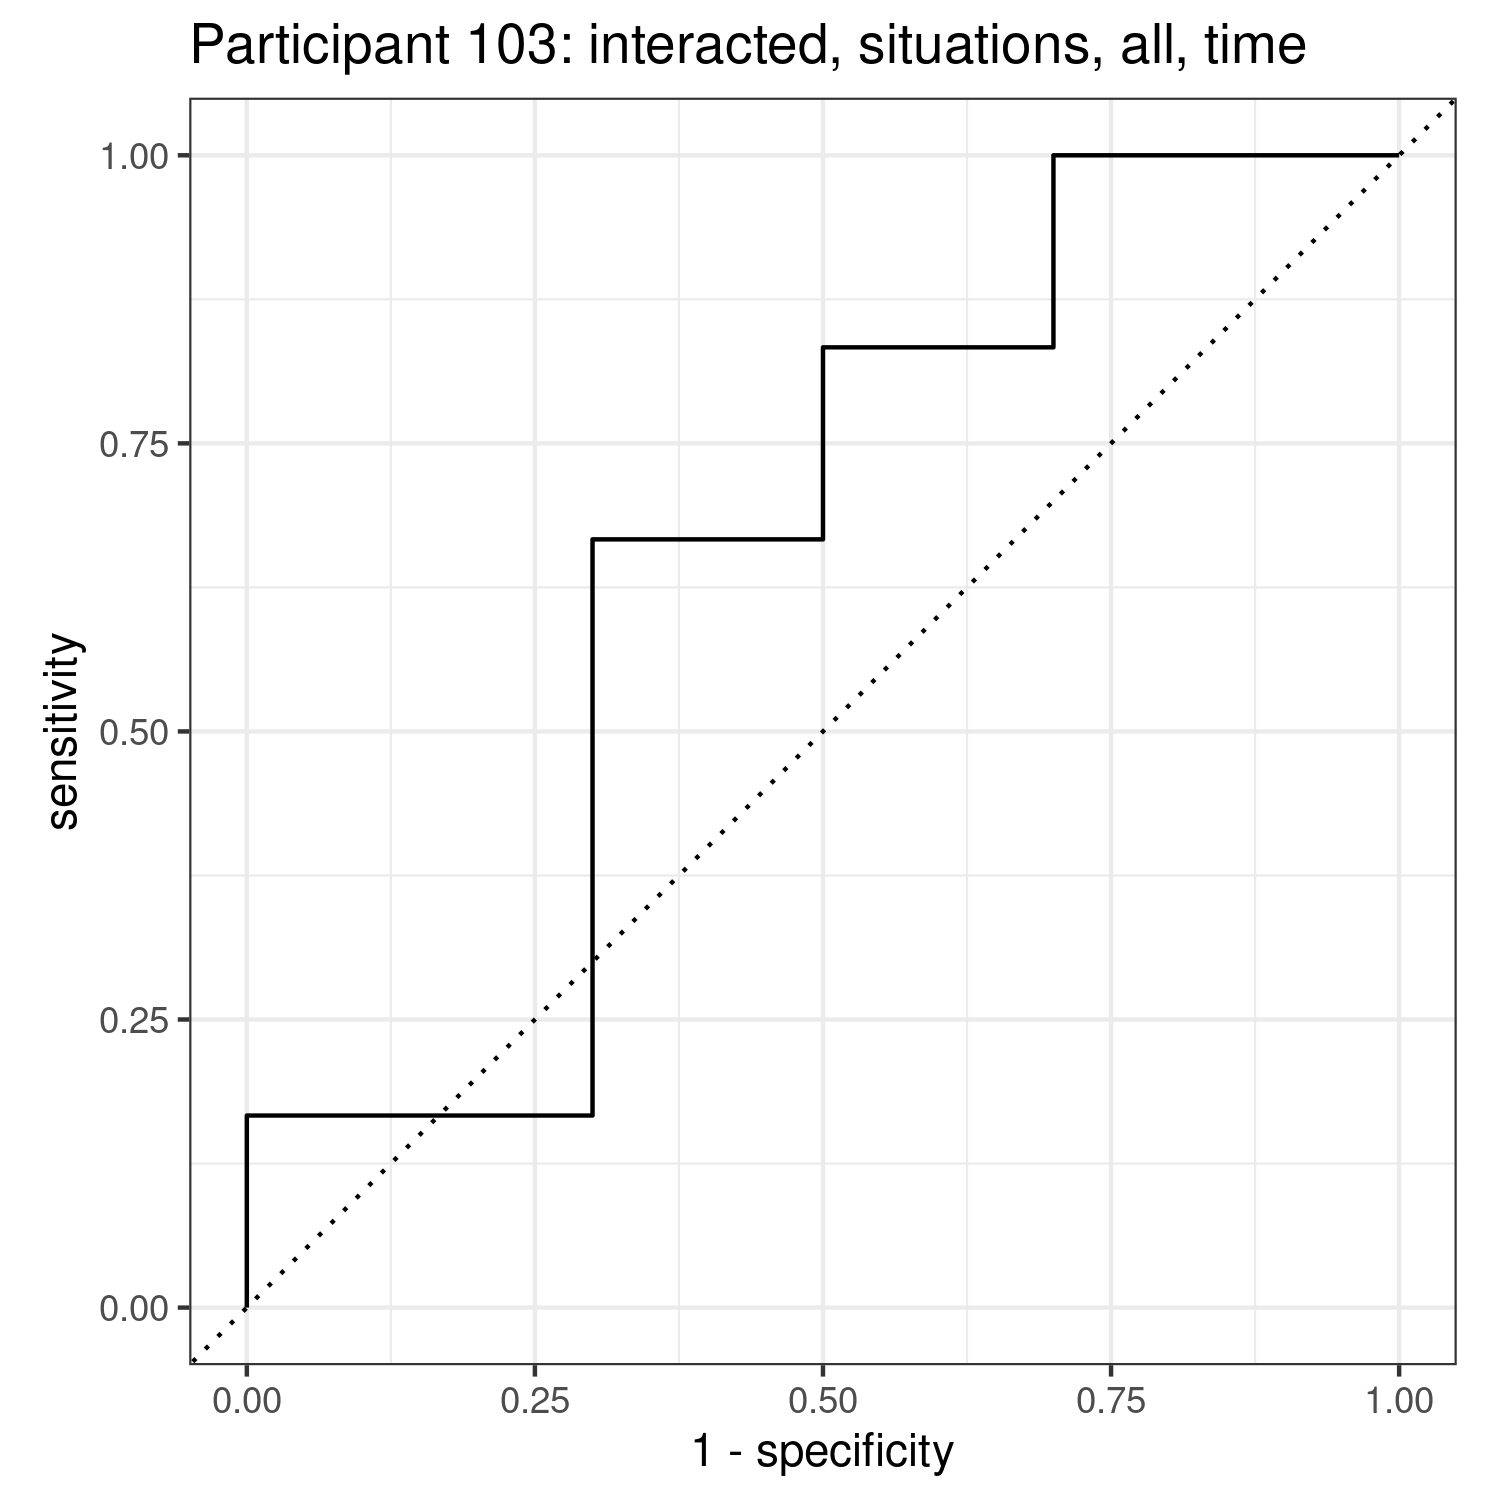 Participant 103: interacted, situations, all, time
1.00
0.75
0.50
0.25
0.00
sensitivity
0.00 0.25 0.50 0.75 1.00
1 - specificity